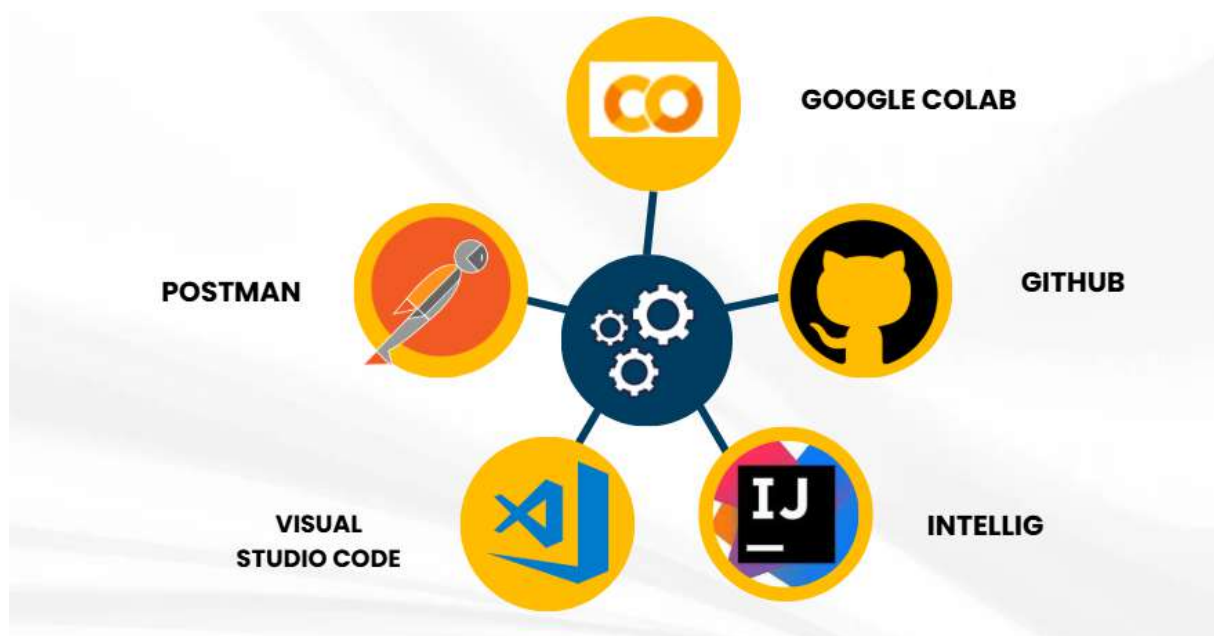 CO
GOOGLE COLAB
POSTMAN
GITHUB
VISUAL
STUDIO CODE
IJ
INTELLIG